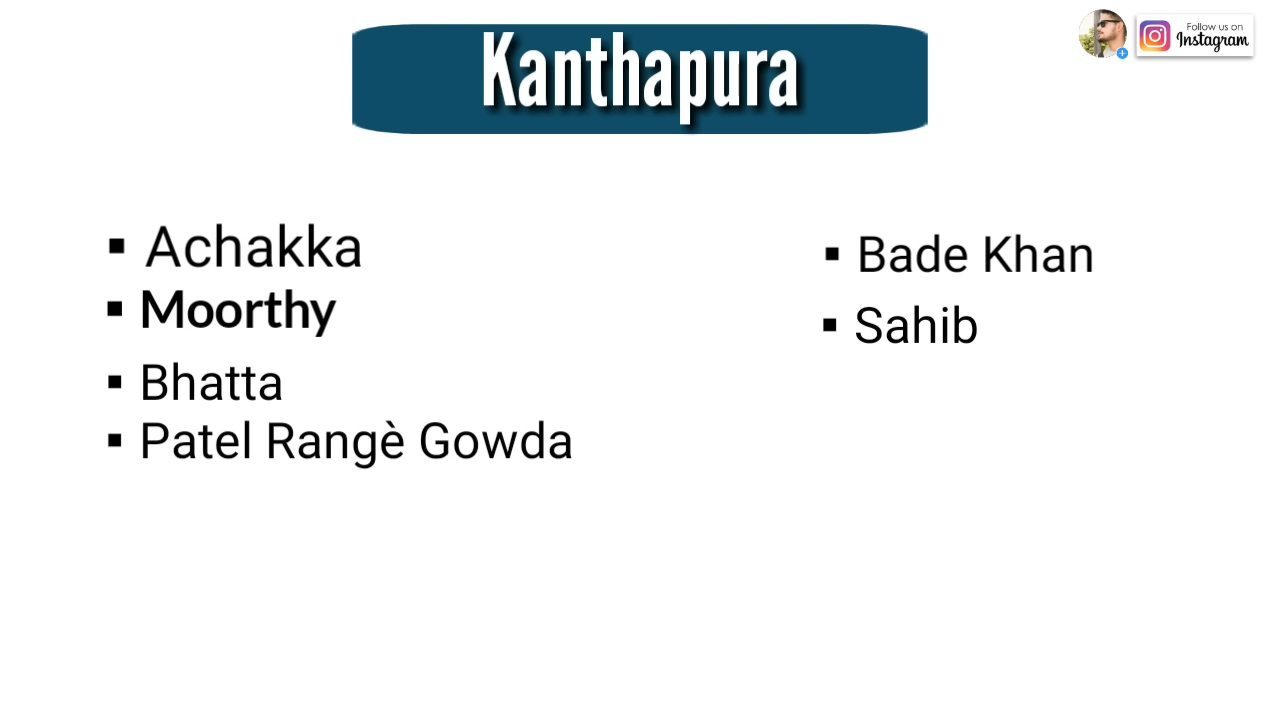 Kanthapura
Follow us on
Instagram
▪ Achakka
▪ Moorthy
▪ Bhatta
▪ Patel Rangè Gowda
▪ Bade Khan
▪ Sahib